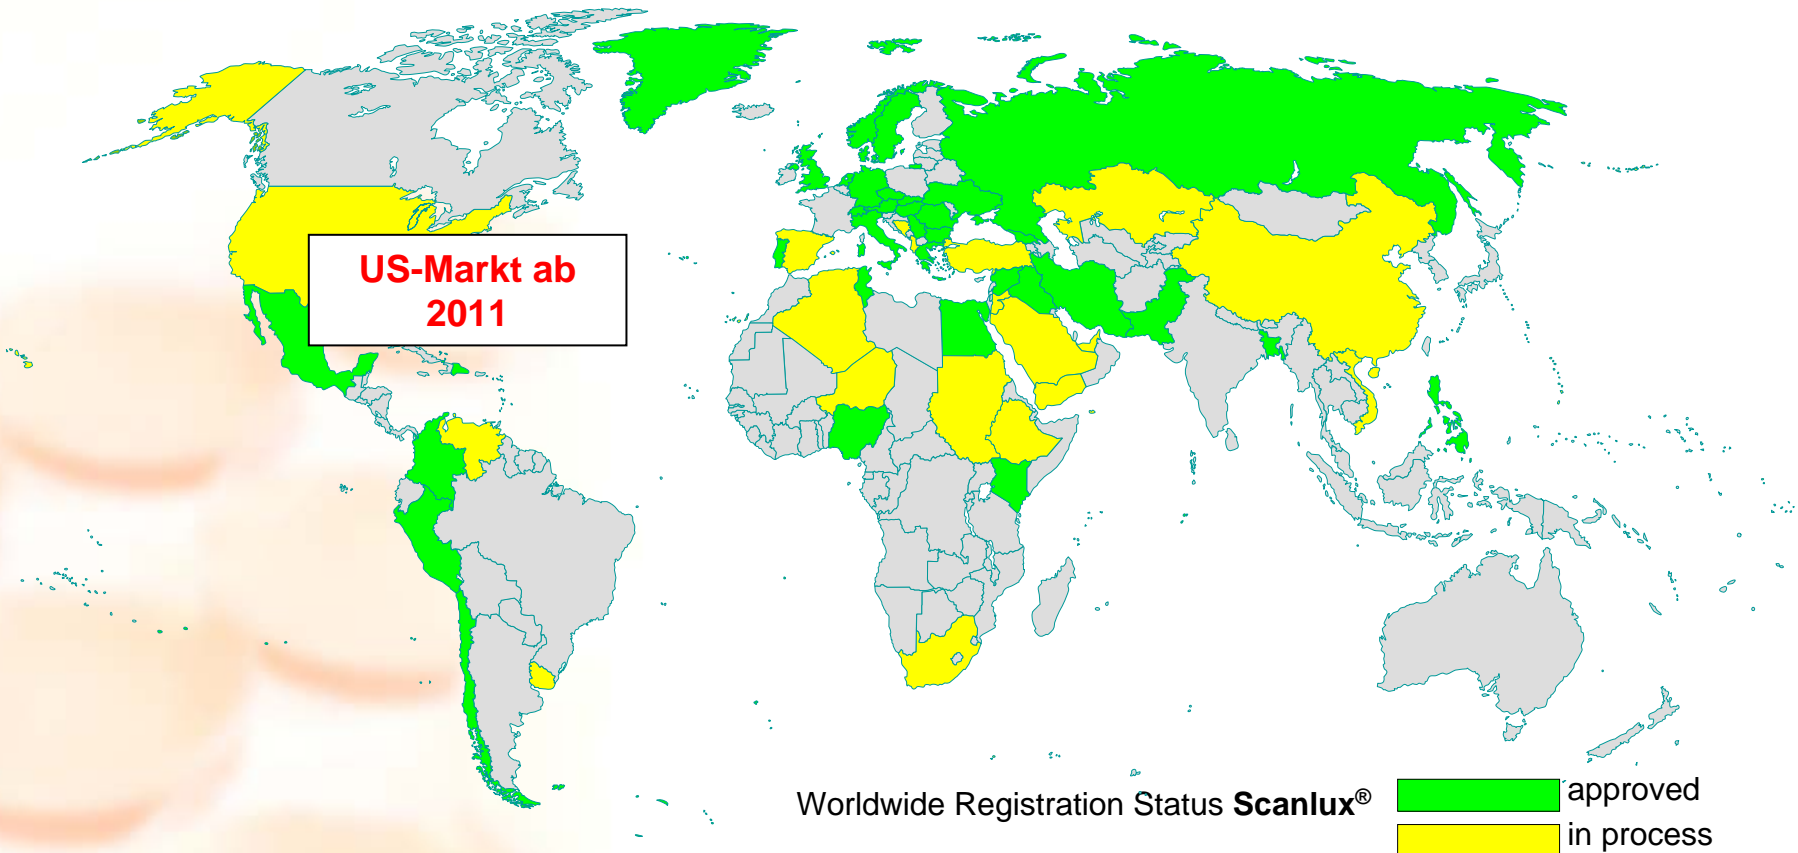 US-Markt ab
2011
Worldwide Registration Status Scanlux®
approved
in process